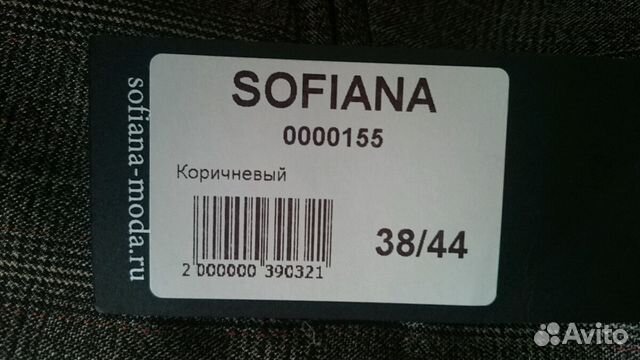 SOFIANA
0000155
Коричневый
38/44
2 000000 390321
sofiana-moda.ru
Avito